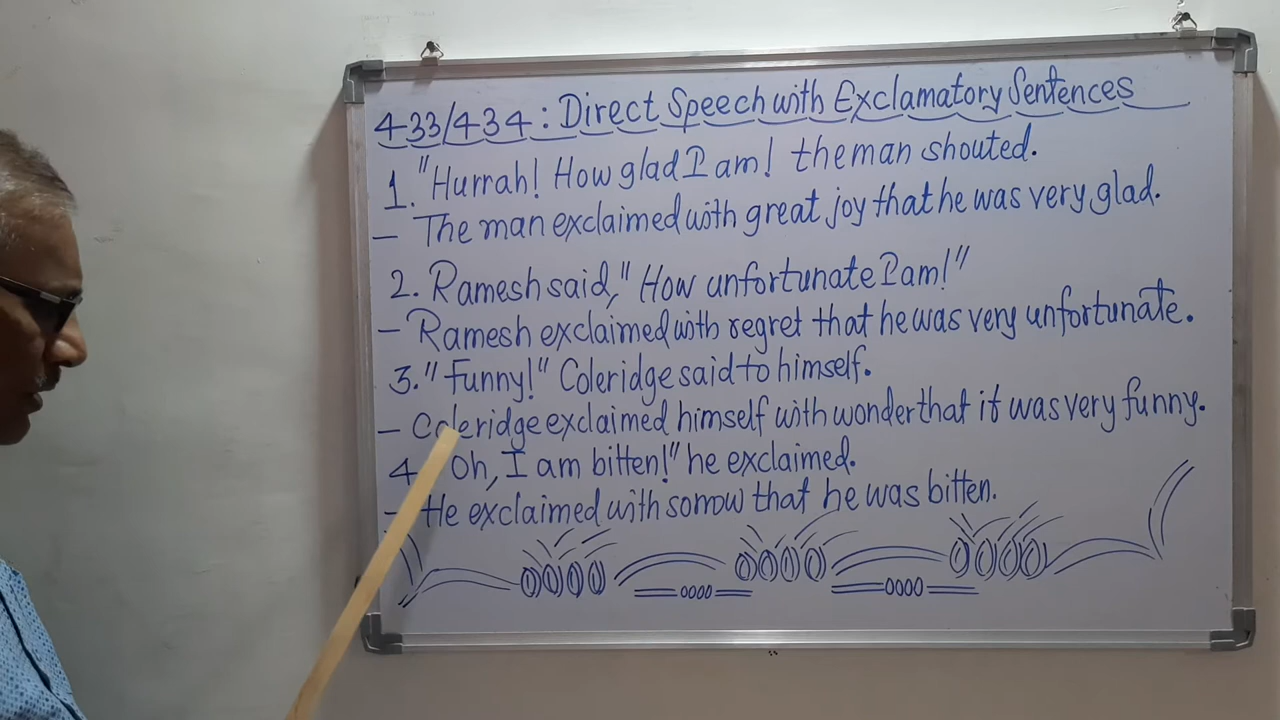 433/434 : Direct Speech with Exclamatory Sentences
1. "Hurrah! How glad I am! the man shouted.
– The man exclaimed with great joy that he was very glad.
2. Ramesh said, "How unfortunate I am!"
– Ramesh exclaimed with regret that he was very unfortunate.
3. "Funny!" Coleridge said to himself.
– Coleridge exclaimed himself with wonder that it was very funny.
4 Oh, I am bitten!" he exclaimed.
– He exclaimed with sorrow that he was bitten.